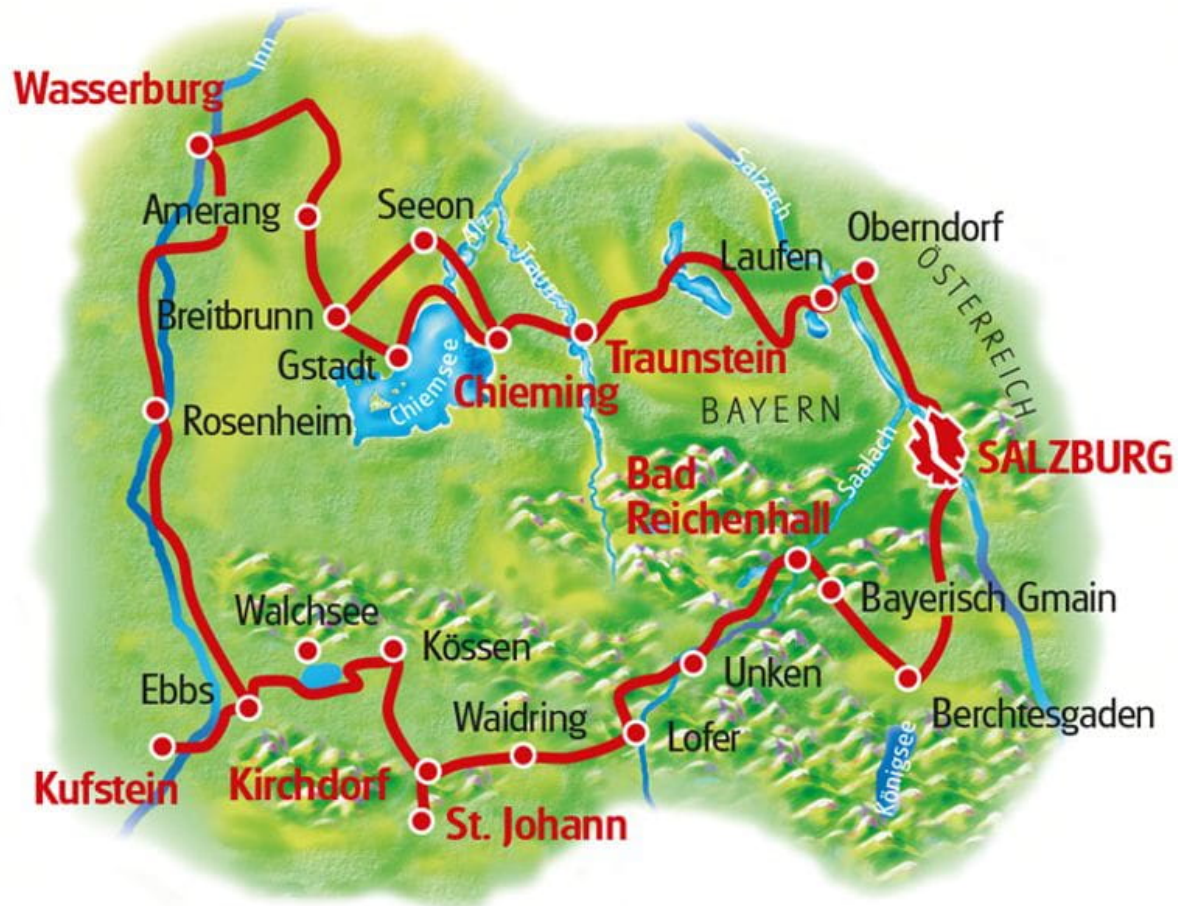 Inn
Wasserburg
Salzach
Amerang
Seeon
Oberndorf
Laufen
ÖSTERREICH
Alz
Traun
Breitbrunn
Gstadt
Chiemsee
Traunstein
Chieming
BAYERN
Rosenheim
SALZBURG
Saalach
Bad
Reichenhall
Bayerisch Gmain
Walchsee
Kössen
Unken
Ebbs
Waidring
Lofer
Berchtesgaden
Königsee
Kufstein
Kirchdorf
St. Johann